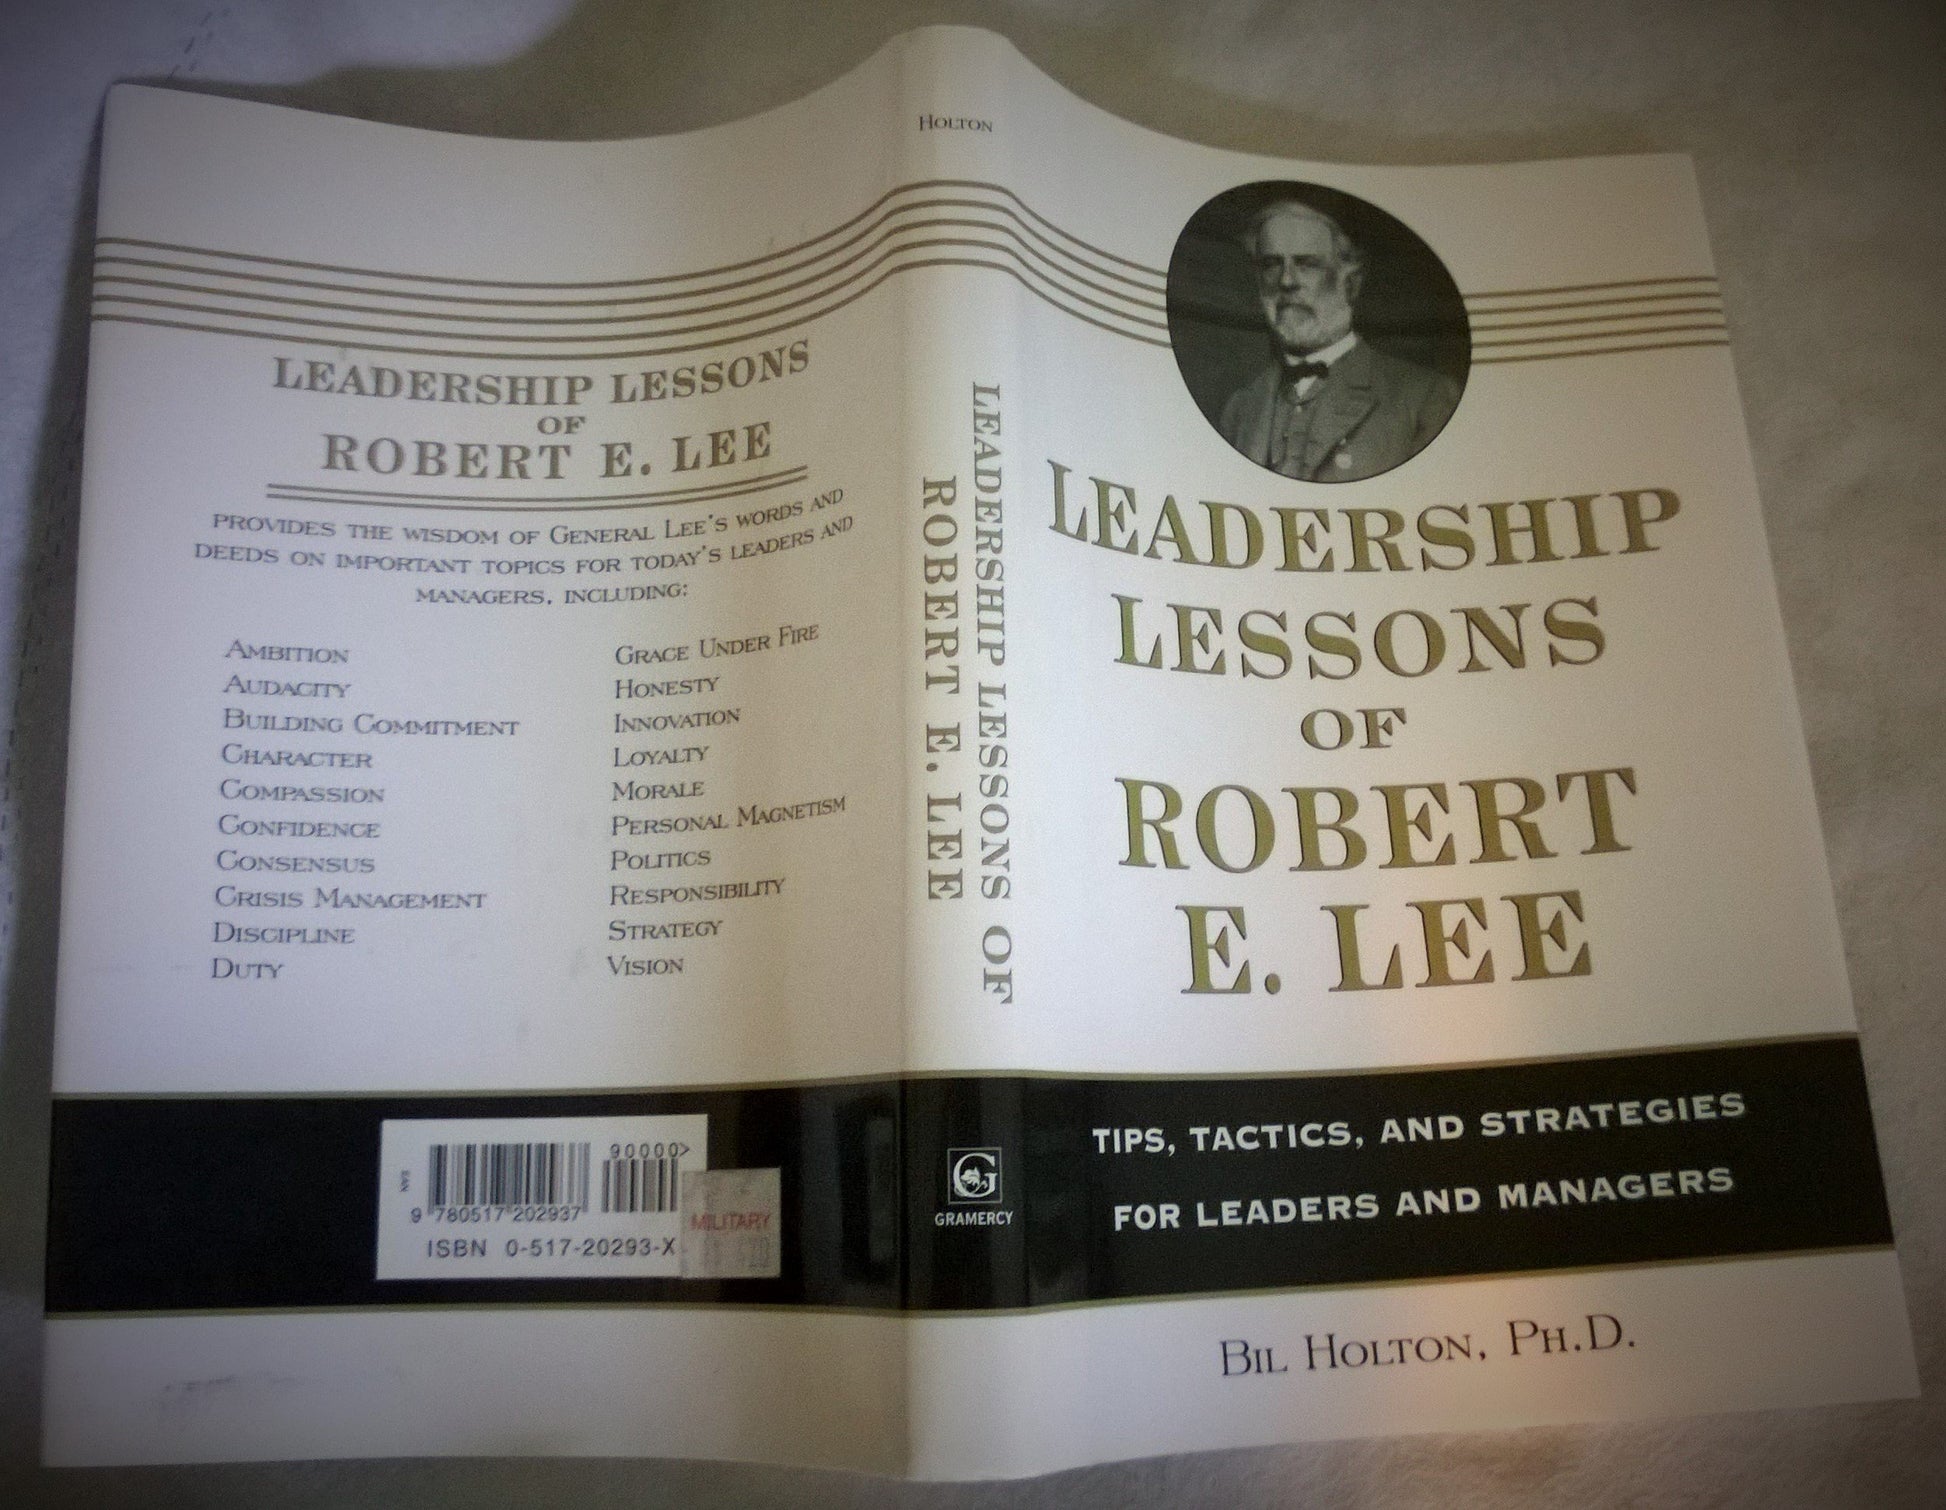 LEADERSHIP LESSONS
OF
ROBERT E. LEE
PROVIDES THE WISDOM OF GENERAL LEE'S WORDS AND
DEEDS ON IMPORTANT TOPICS FOR TODAY'S LEADERS AND
MANAGERS, INCLUDING:
AMBITION
AUDACITY
BUILDING COMMITMENT
CHARACTER
COMPASSION
CONFIDENCE
CONSENSUS
CRISIS MANAGEMENT
DISCIPLINE
DUTY
GRACE UNDER FIRE
HONESTY
INNOVATION
LOYALTY
MORALE
PERSONAL MAGNETISM
POLITICS
RESPONSIBILITY
STRATEGY
VISION
EAN
90000>
9 780517 202937
ISBN 0-517-20293-X
MILITARY
HOLTON
LEADERSHIP LESSONS OF
ROBERT E. LEE
G
GRAMERCY
LEADERSHIP
LESSONS
OF
ROBERT
E. LEE
TIPS, TACTICS, AND STRATEGIES
FOR LEADERS AND MANAGERS
BIL HOLTON, PH.D.